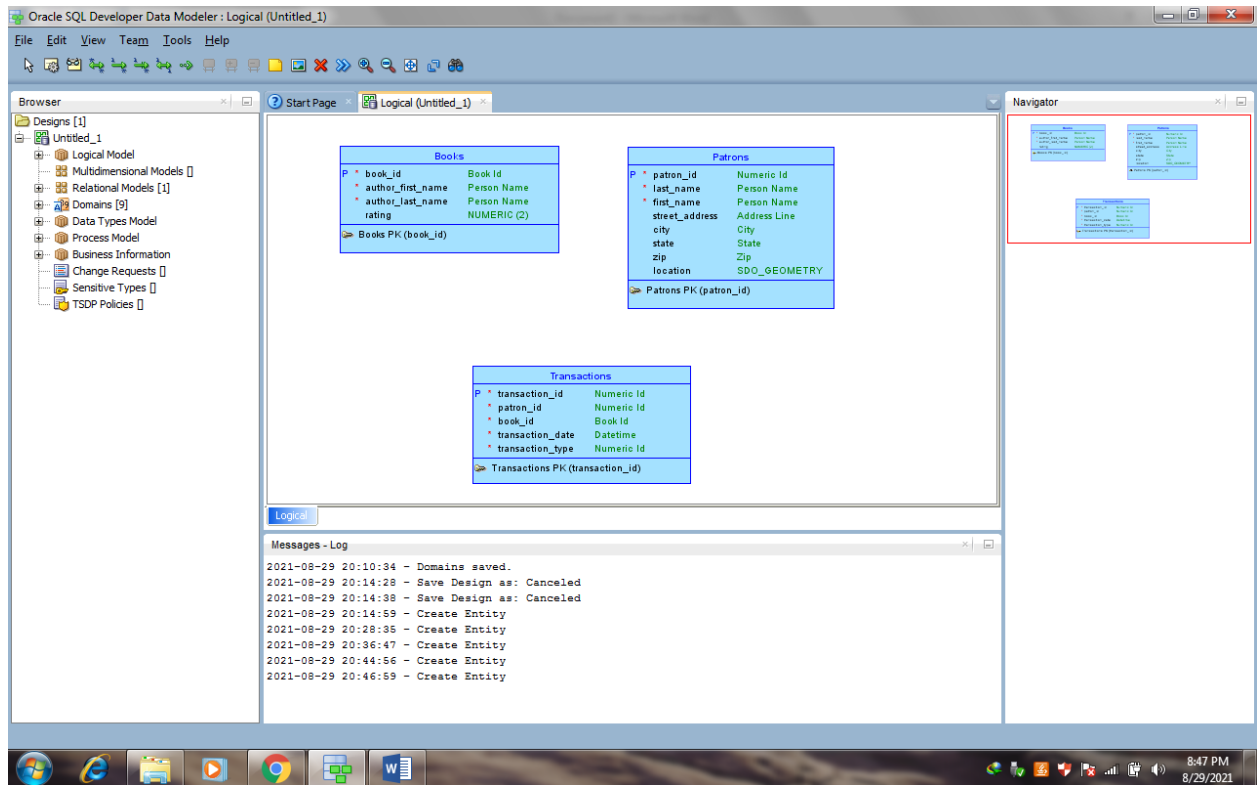 Oracle SQL Developer Data Modeler : Logical (Untitled_1)
File Edit View Team Tools Help
Browser
Designs [1]
Untitled_1
Logical Model
Multidimensional Models []
Relational Models [1]
Domains [9]
Data Types Model
Process Model
Business Information
Change Requests []
Sensitive Types []
TSDP Policies []
Start Page
Logical (Untitled_1)
Books
P * book_id Book Id
* author_first_name Person Name
* author_last_name Person Name
rating NUMERIC (2)
Books PK (book_id)
Patrons
P * patron_id Numeric Id
* last_name Person Name
* first_name Person Name
street_address Address Line
city City
state State
zip Zip
location SDO_GEOMETRY
Patrons PK (patron_id)
Transactions
P * transaction_id Numeric Id
* patron_id Numeric Id
* book_id Book Id
* transaction_date Datetime
* transaction_type Numeric Id
Transactions PK (transaction_id)
Logical
Messages - Log
2021-08-29 20:10:34 - Domains saved.
2021-08-29 20:14:28 - Save Design as: Canceled
2021-08-29 20:14:38 - Save Design as: Canceled
2021-08-29 20:14:59 - Create Entity
2021-08-29 20:28:35 - Create Entity
2021-08-29 20:36:47 - Create Entity
2021-08-29 20:44:56 - Create Entity
2021-08-29 20:46:59 - Create Entity
Navigator
Books
Patrons
Transactions
8:47 PM
8/29/2021